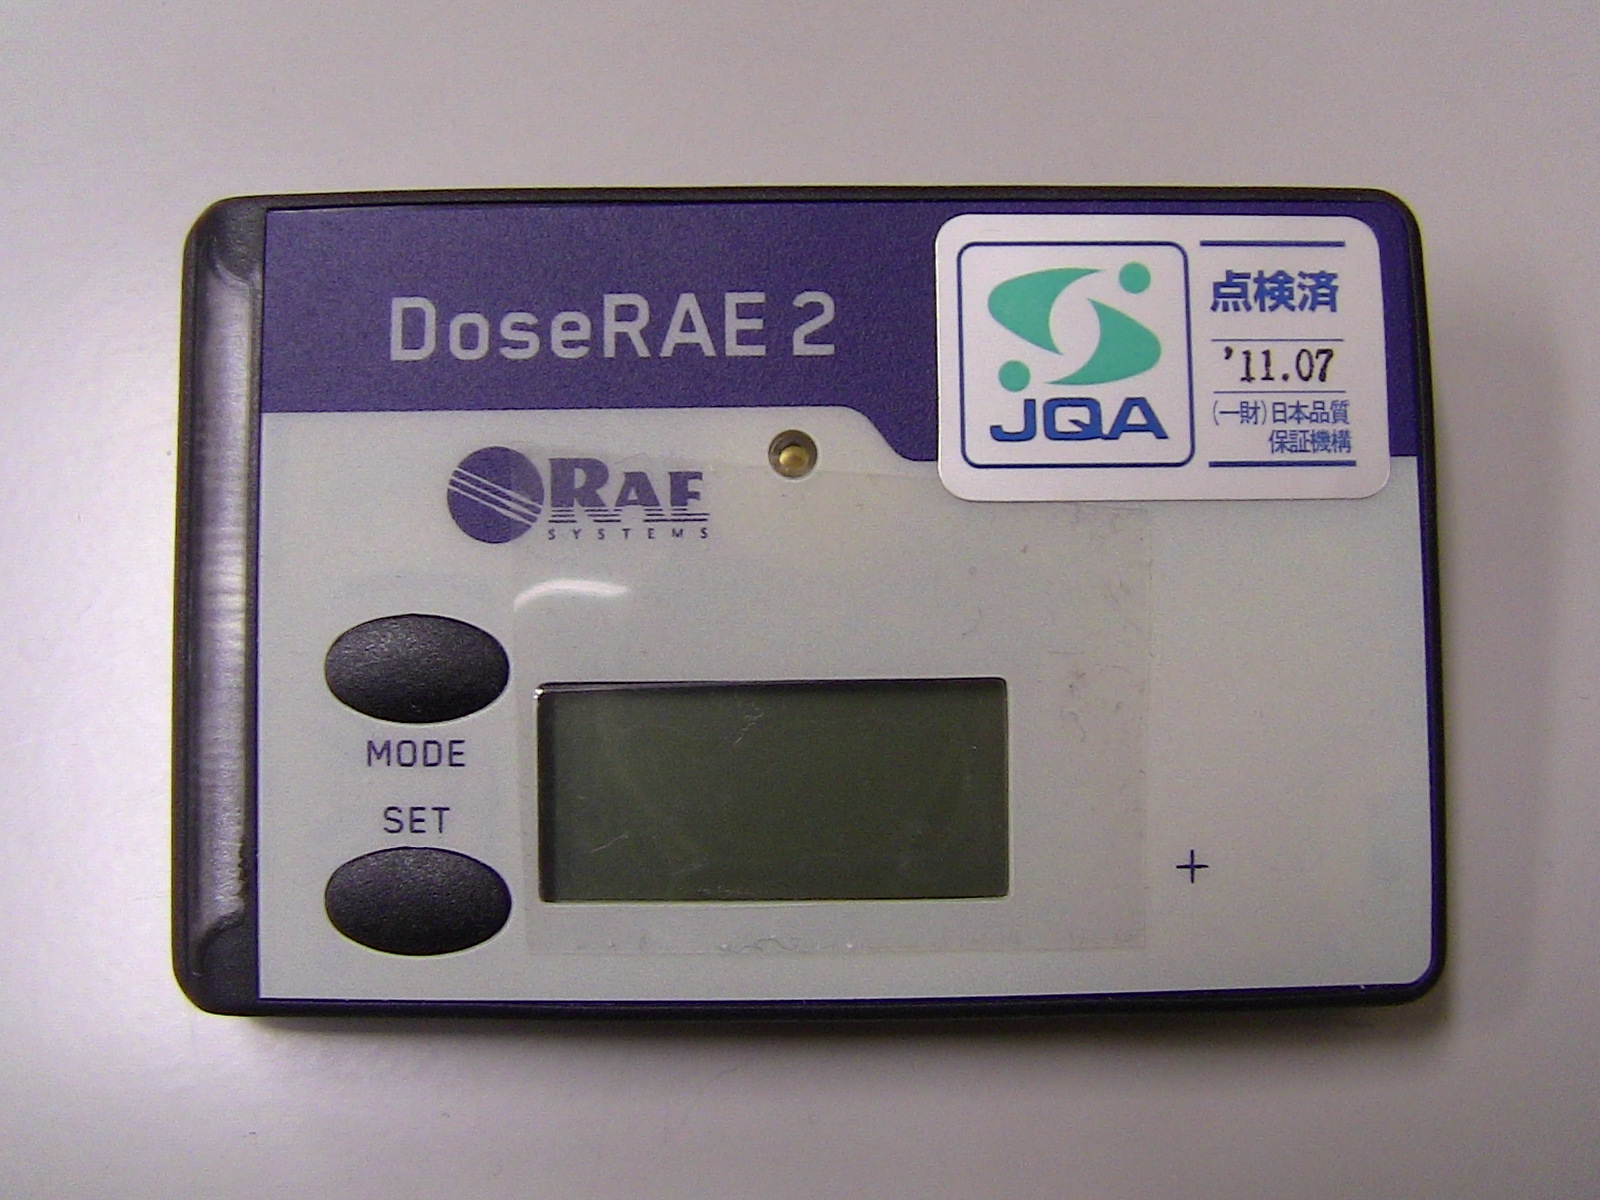 DoseRAE 2
JQA
点検済
'11.07
(一財)日本品質
保証機構
RAE
SYSTEMS
MODE
SET
+